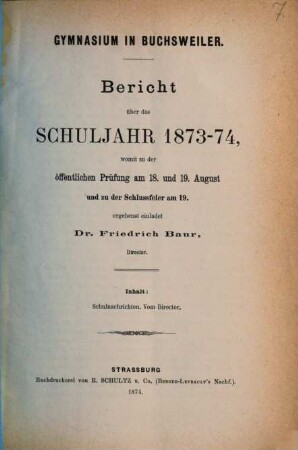 7.
GYMNASIUM IN BUCHSWEILER.
Bericht
über das
SCHULJAHR 1873-74,
womit zu der
öffentlichen Prüfung am 18. und 19. August
und zu der Schlussfeier am 19.
ergebenst einladet
Dr. Friedrich Baur,
Director.
Inhalt:
Schulnachrichten. Vom Director.
STRASSBURG
Buchdruckerei von R. SCHULTZ u. Co. (Berger-Levrault's Nachf.)
1874.